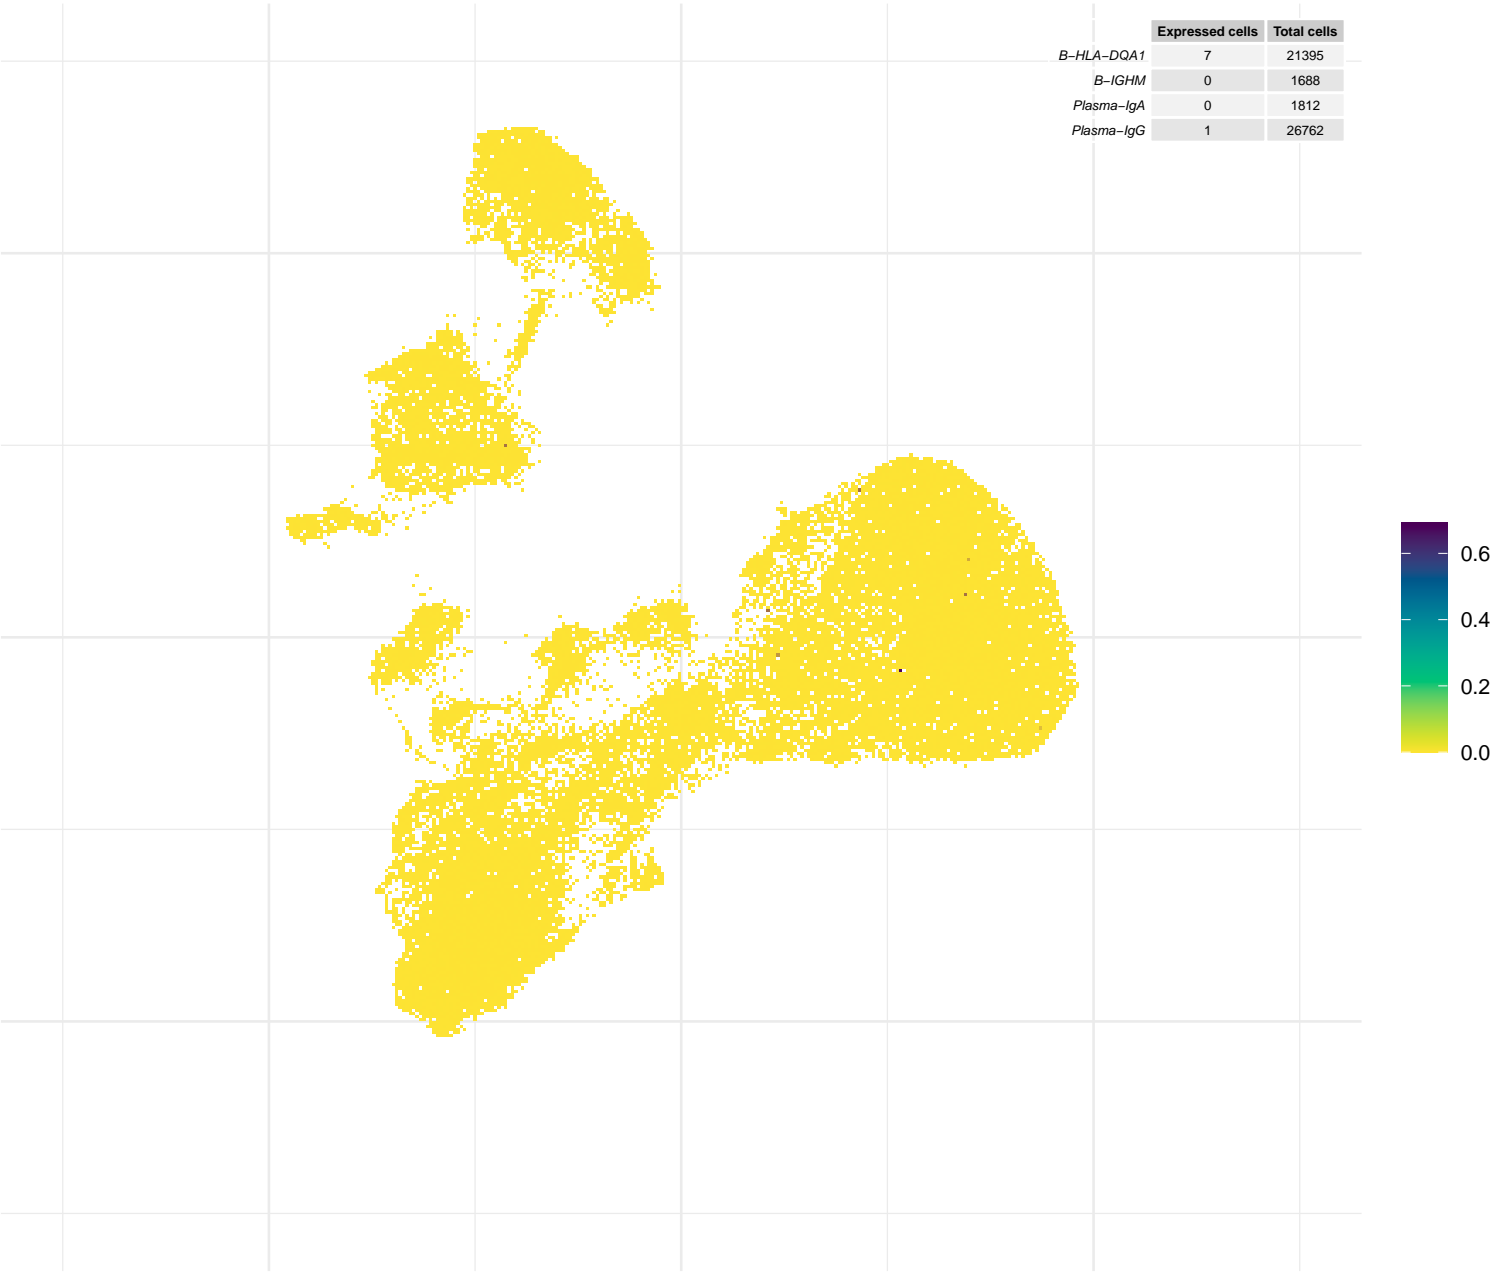 Expressed cells Total cells
B−HLA−DQA1 7 21395
B−IGHM 0 1688
Plasma−IgA 0 1812
Plasma−IgG 1 26762
0.6
0.4
0.2
0.0